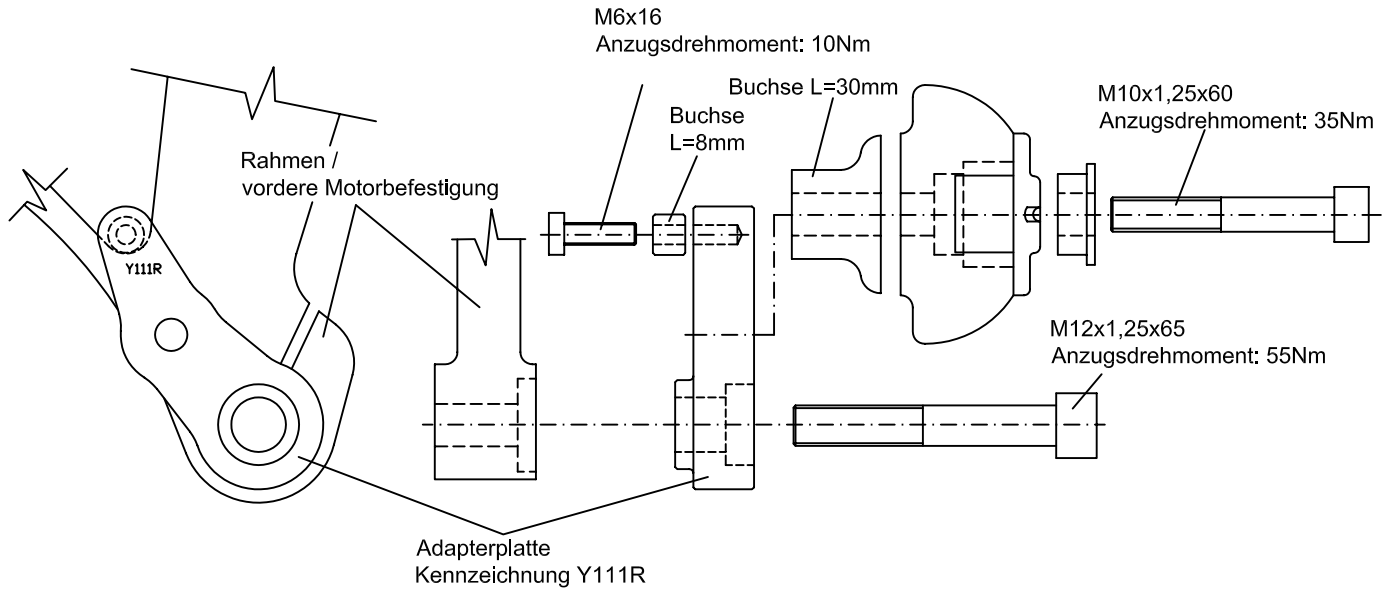 M6x16
Anzugsdrehmoment: 10Nm
Buchse L=30mm
Buchse
L=8mm
M10x1,25x60
Anzugsdrehmoment: 35Nm
Rahmen
vordere Motorbefestigung
Y111R
M12x1,25x65
Anzugsdrehmoment: 55Nm
Adapterplatte
Kennzeichnung Y111R